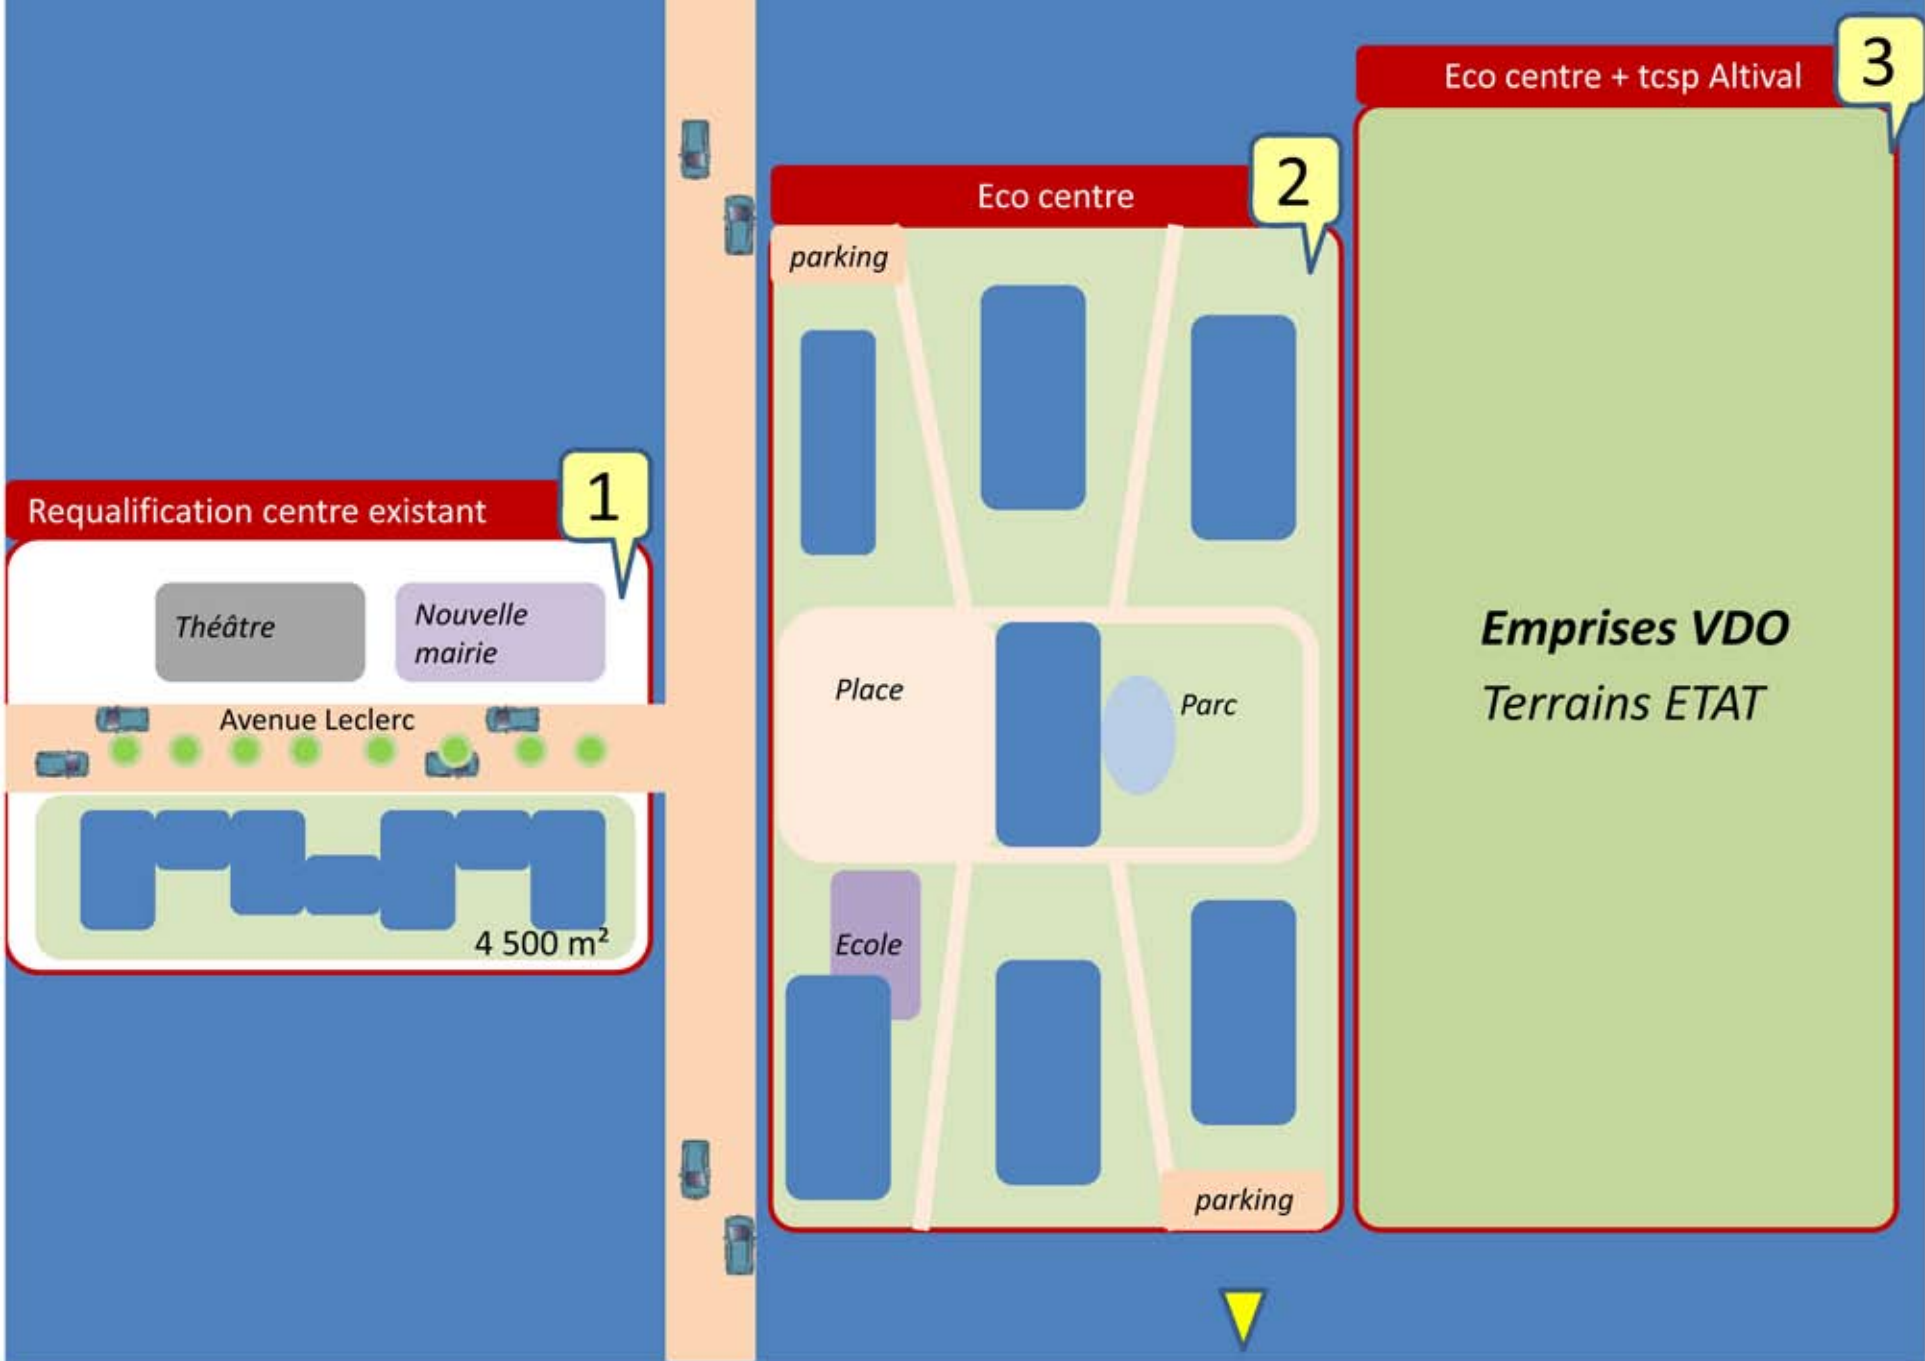 Eco centre + tcsp Altival
3
Eco centre
2
parking
Requalification centre existant
1
Théâtre
Nouvelle
mairie
Avenue Leclerc
4 500 m²
Place
Parc
Ecole
parking
Emprises VDO
Terrains ETAT